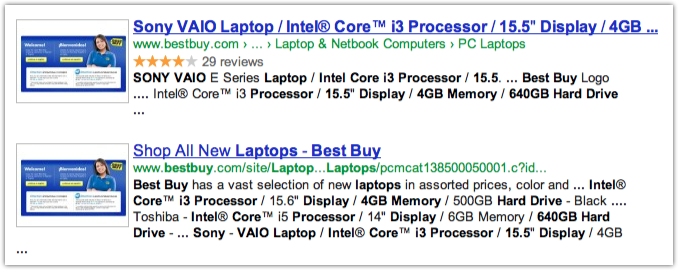 Sony VAIO Laptop / Intel® Core™ i3 Processor / 15.5" Display / 4GB ...
www.bestbuy.com › ... › Laptop & Netbook Computers › PC Laptops
29 reviews
SONY VAIO E Series Laptop / Intel Core i3 Processor / 15.5. ... Best Buy Logo
.... Intel® Core™ i3 Processor / 15.5" Display / 4GB Memory / 640GB Hard Drive
...
Welcome! ¡Bienvenidos!
Shop All New Laptops - Best Buy
www.bestbuy.com/site/Laptop...Laptops/pcmcat138500050001.c?id...
Best Buy has a vast selection of new laptops in assorted prices, color and ... Intel®
Core™ i3 Processor / 15.6" Display / 4GB Memory / 500GB Hard Drive - Black ....
Toshiba - Intel® Core™ i5 Processor / 14" Display / 6GB Memory / 640GB Hard
Drive - ... Sony - VAIO Laptop / Intel® Core™ i3 Processor / 15.5" Display / 4GB
...
Welcome! ¡Bienvenidos!